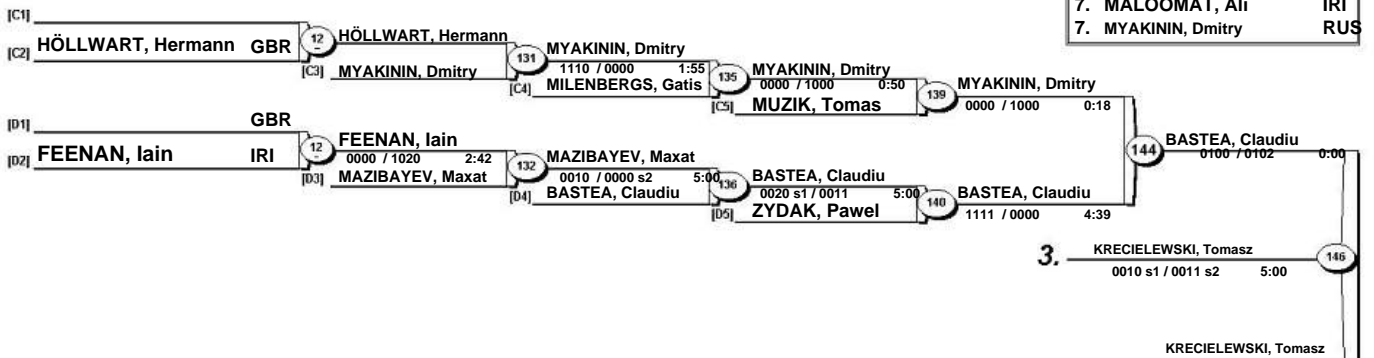 7. MALOOMAT, Ali IRI
7. MYAKININ, Dmitry RUS
[C1]
[C2] HÖLLWART, Hermann GBR
12
HÖLLWART, Hermann
[C3] MYAKININ, Dmitry
131
MYAKININ, Dmitry
1110 / 0000 1:55
[C4] MILENBERGS, Gatis
135
MYAKININ, Dmitry
0000 / 1000 0:50
[C5] MUZIK, Tomas
139
MYAKININ, Dmitry
0000 / 1000 0:18
[D1] GBR
[D2] FEENAN, Iain IRI
12
FEENAN, Iain
0000 / 1020 2:42
[D3] MAZIBAYEV, Maxat
132
MAZIBAYEV, Maxat
0010 / 0000 s2 5:00
[D4] BASTEA, Claudiu
136
BASTEA, Claudiu
0020 s1 / 0011 5:00
[D5] ZYDAK, Pawel
140
BASTEA, Claudiu
1111 / 0000 4:39
144
BASTEA, Claudiu
0100 / 0102 0:00
3. KRECIELEWSKI, Tomasz
0010 s1 / 0011 s2 5:00
146
KRECIELEWSKI, Tomasz